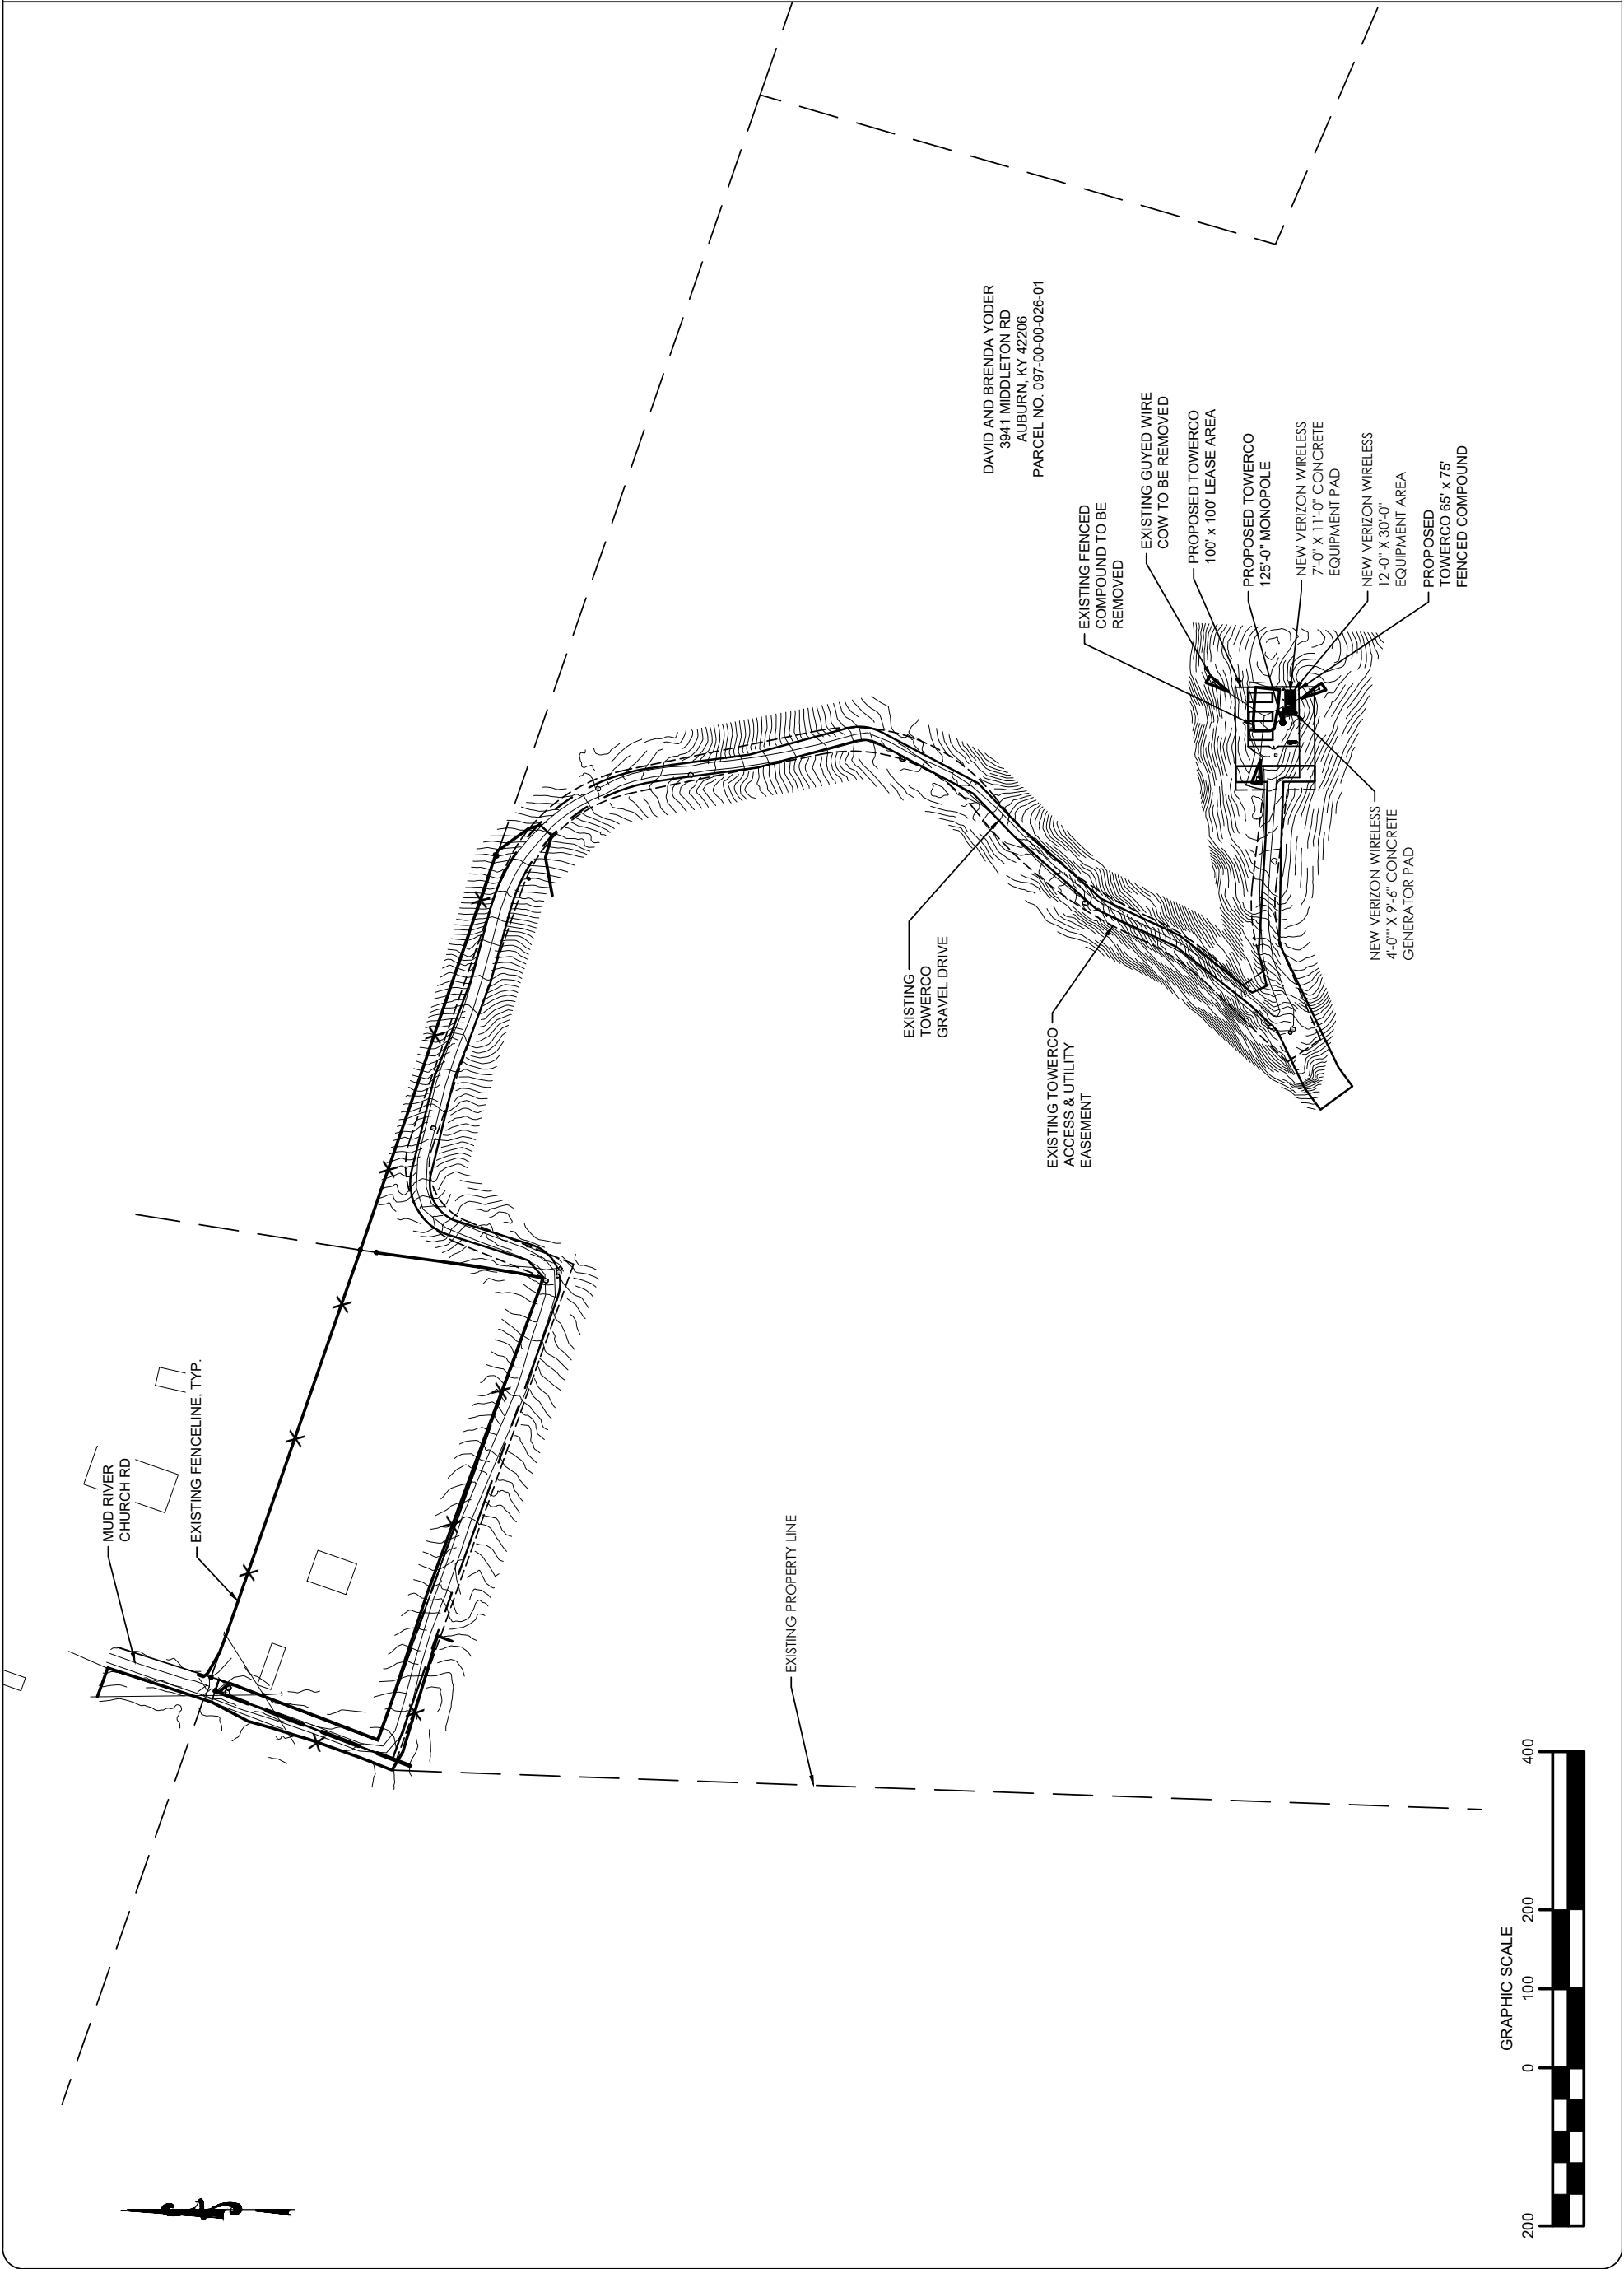 MUD RIVER
CHURCH RD
EXISTING FENCELINE, TYP.
EXISTING PROPERTY LINE
EXISTING
TOWERCO
GRAVEL DRIVE
EXISTING TOWERCO
ACCESS & UTILITY
EASEMENT
DAVID AND BRENDA YODER
3941 MIDDLETON RD
AUBURN, KY 42206
PARCEL NO. 097-00-00-026-01
EXISTING FENCED
COMPOUND TO BE
REMOVED
EXISTING GUYED WIRE
COW TO BE REMOVED
PROPOSED TOWERCO
100' x 100' LEASE AREA
PROPOSED TOWERCO
125'-0" MONOPOLE
NEW VERIZON WIRELESS
7'-0" X 11'-0" CONCRETE
EQUIPMENT PAD
NEW VERIZON WIRELESS
12'-0" X 30'-0"
EQUIPMENT AREA
PROPOSED
TOWERCO 65' x 75'
FENCED COMPOUND
NEW VERIZON WIRELESS
4'-0"" X 9'-6" CONCRETE
GENERATOR PAD
GRAPHIC SCALE
200 0 100 200 400